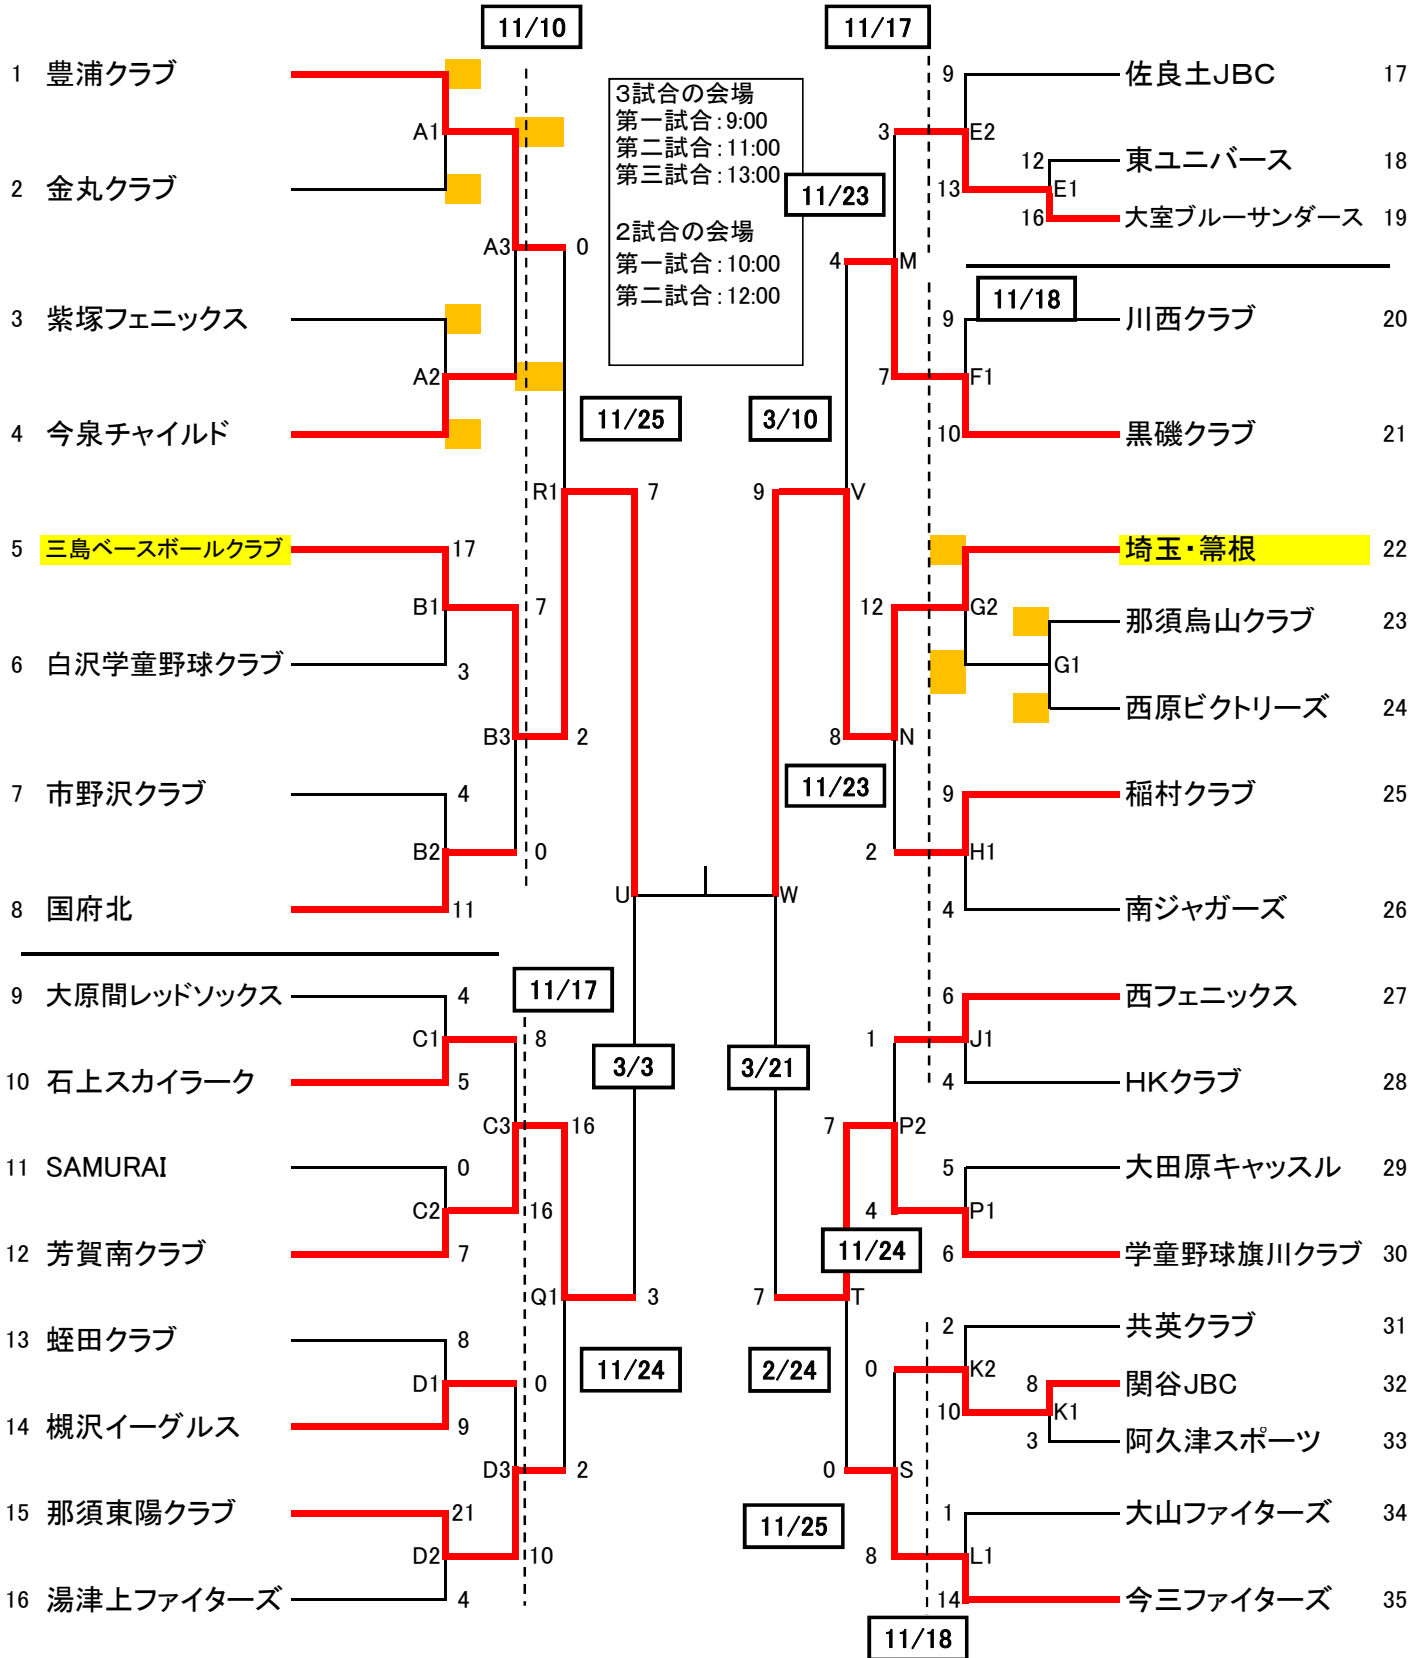 11/10
11/17
1 豊浦クラブ
A1
2 金丸クラブ
A3 0
3 紫塚フェニックス
A2
4 今泉チャイルド
R1 7
11/25
5 三島ベースボールクラブ 17
B1 7
6 白沢学童野球クラブ 3
B3 2
7 市野沢クラブ 4
B2 0
8 国府北 11
U
9 大原間レッドソックス 4
11/17
C1 8
10 石上スカイラーク 5
3/3
C3 16
11 SAMURAI 0
C2 16
12 芳賀南クラブ 7
Q1 3
13 蛭田クラブ 8
11/24
D1 0
14 槻沢イーグルス 9
D3 2
15 那須東陽クラブ 21
D2 10
16 湯津上ファイターズ 4
3試合の会場
第一試合:9:00
第二試合:11:00
第三試合:13:00
2試合の会場
第一試合:10:00
第二試合:12:00
9 佐良土JBC 17
3 E2
12 東ユニバース 18
13 E1
11/23
16 大室ブルーサンダース 19
4 M
11/18
9 川西クラブ 20
7 F1
10 黒磯クラブ 21
3/10
9 V
埼玉・箒根 22
12 G2
那須烏山クラブ 23
G1
西原ビクトリーズ 24
8 N
11/23
9 稲村クラブ 25
2 H1
4 南ジャガーズ 26
W
6 西フェニックス 27
1 J1
3/21
4 HKクラブ 28
7 P2
5 大田原キャッスル 29
4 P1
11/24
6 学童野球旗川クラブ 30
7 T
2 共英クラブ 31
2/24
0 K2
8 関谷JBC 32
10 K1
3 阿久津スポーツ 33
0 S
11/25
1 大山ファイターズ 34
8 L1
14 今三ファイターズ 35
11/18